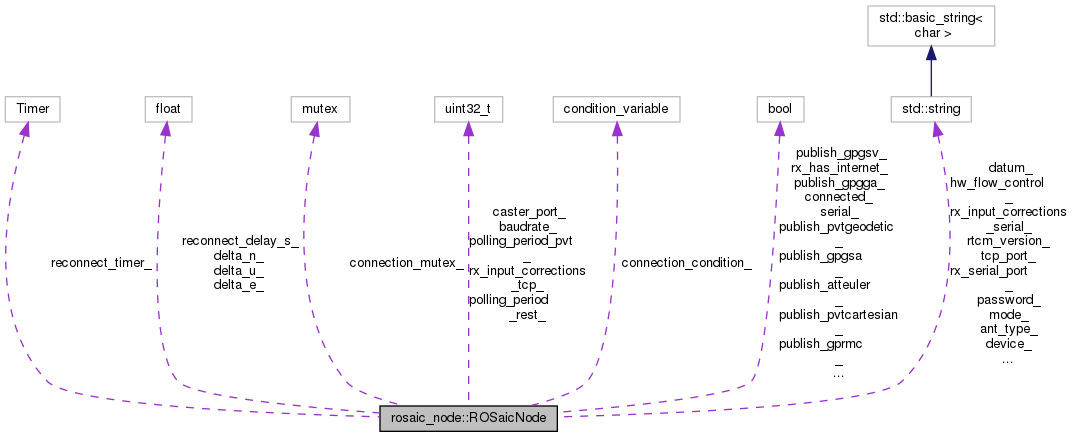 std::basic_string<
char >
Timer
float
mutex
uint32_t
condition_variable
bool
std::string
reconnect_timer_
reconnect_delay_s_
delta_n_
delta_u_
delta_e_
connection_mutex_
caster_port_
baudrate_
polling_period_pvt
_
rx_input_corrections
_tcp_
polling_period
_rest_
connection_condition_
publish_gpgsv_
rx_has_internet_
publish_gpgga_
connected_
serial_
publish_pvtgeodetic
_
publish_gpgsa
_
publish_atteuler
_
publish_pvtcartesian
_
publish_gprmc
_
...
datum_
hw_flow_control
_
rx_input_corrections
_serial_
rtcm_version_
tcp_port_
rx_serial_port
_
password_
mode_
ant_type_
device_
...
rosaic_node::ROSaicNode